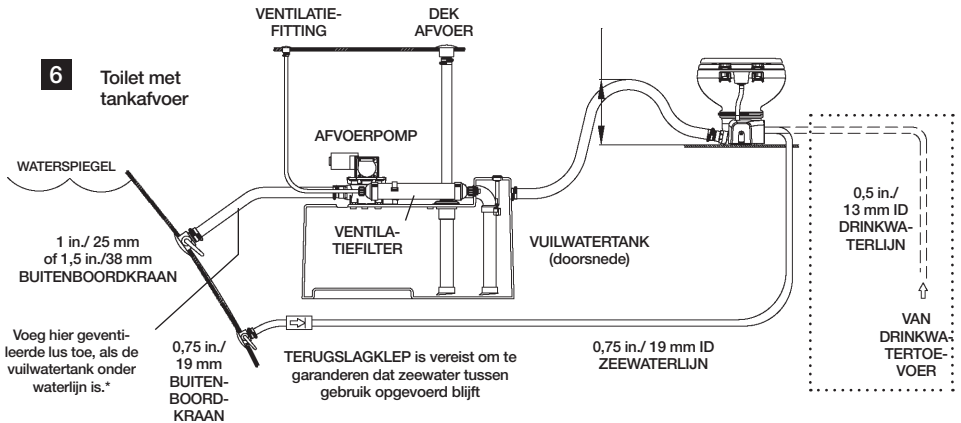 VENTILATIE-
FITTING
DEK
AFVOER
6
Toilet met
tankafvoer
AFVOERPOMP
WATERSPIEGEL
1 in./ 25 mm
of 1,5 in./38 mm
BUITENBOORDKRAAN
VENTILA-
TIEFILTER
VUILWATERTANK
(doorsnede)
0,5 in./
13 mm ID
DRINKWA-
TERLIJN
Voeg hier geventi-
leerde lus toe, als de
vuilwatertank onder
waterlijn is.*
0,75 in./
19 mm
BUITEN-
BOORD-
KRAAN
TERUGSLAGKLEP is vereist om te
garanderen dat zeewater tussen
gebruik opgevoerd blijft
0,75 in./ 19 mm ID
ZEEWATERLIJN
VAN
DRINKWA-
TERTOE-
VOER